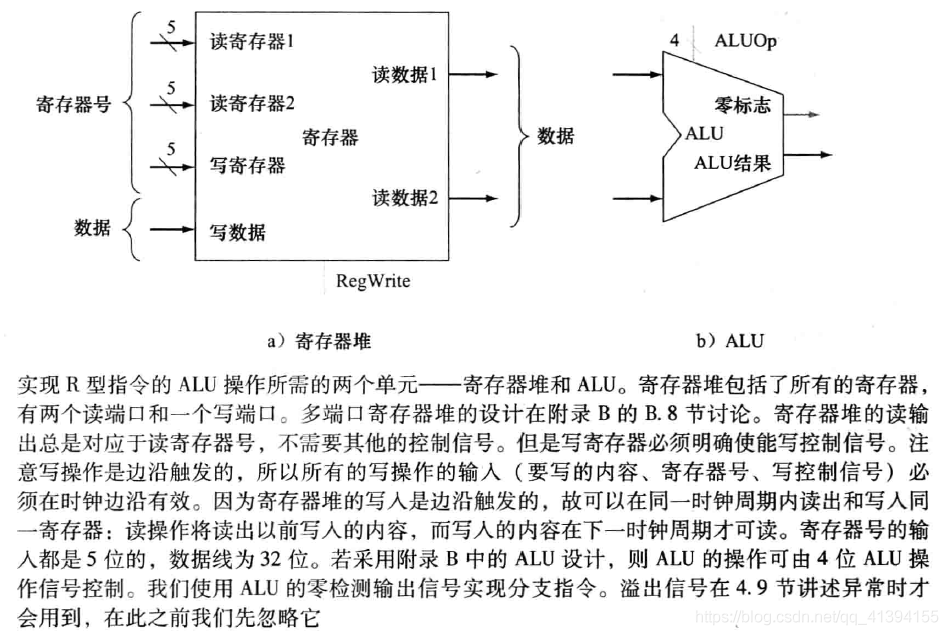 5
读寄存器1
4
ALUOp
读数据1
5
读寄存器2
零标志
寄存器号
寄存器
数据
ALU
5
写寄存器
ALU结果
读数据2
数据
写数据
RegWrite
a）寄存器堆
b）ALU
实现 R 型指令的 ALU 操作所需的两个单元——寄存器堆和 ALU。寄存器堆包括了所有的寄存器，
有两个读端口和一个写端口。多端口寄存器堆的设计在附录 B 的 B.8 节讨论。寄存器堆的读输
出总是对应于读寄存器号，不需要其他的控制信号。但是写寄存器必须明确使能写控制信号。注
意写操作是边沿触发的，所以所有的写操作的输入（要写的内容、寄存器号、写控制信号）必
须在时钟边沿有效。因为寄存器堆的写入是边沿触发的，故可以在同一时钟周期内读出和写入同
一寄存器：读操作将读出以前写入的内容，而写入的内容在下一时钟周期才可读。寄存器号的输
入都是 5 位的，数据线为 32 位。若采用附录 B 中的 ALU 设计，则 ALU 的操作可由 4 位 ALU 操
作信号控制。我们使用 ALU 的零检测输出信号实现分支指令。溢出信号在 4.9 节讲述异常时才
会用到，在此之前我们先忽略它
https://blog.csdn.net/qq_41394155